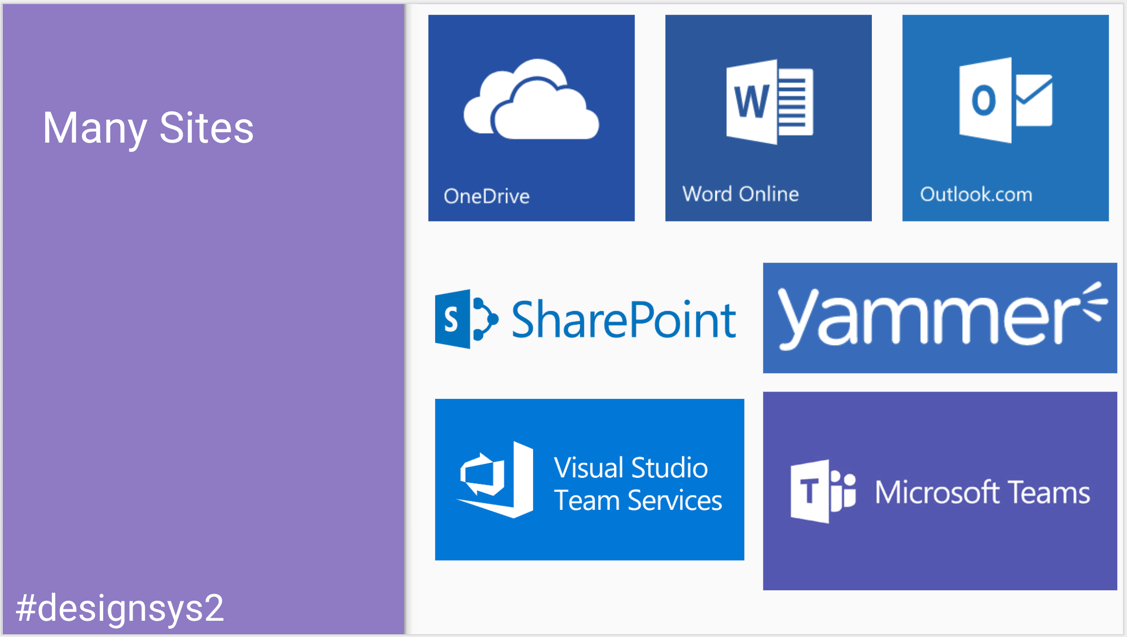 Many Sites
#designsys2
OneDrive
W
Word Online
O
Outlook.com
S
SharePoint
yammer
Visual Studio
Team Services
T
Microsoft Teams